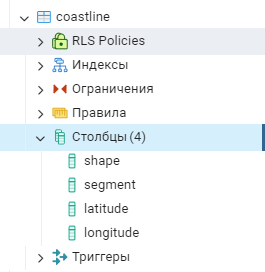 coastline
RLS Policies
Индексы
Ограничения
Правила
Столбцы (4)
shape
segment
latitude
longitude
Триггеры